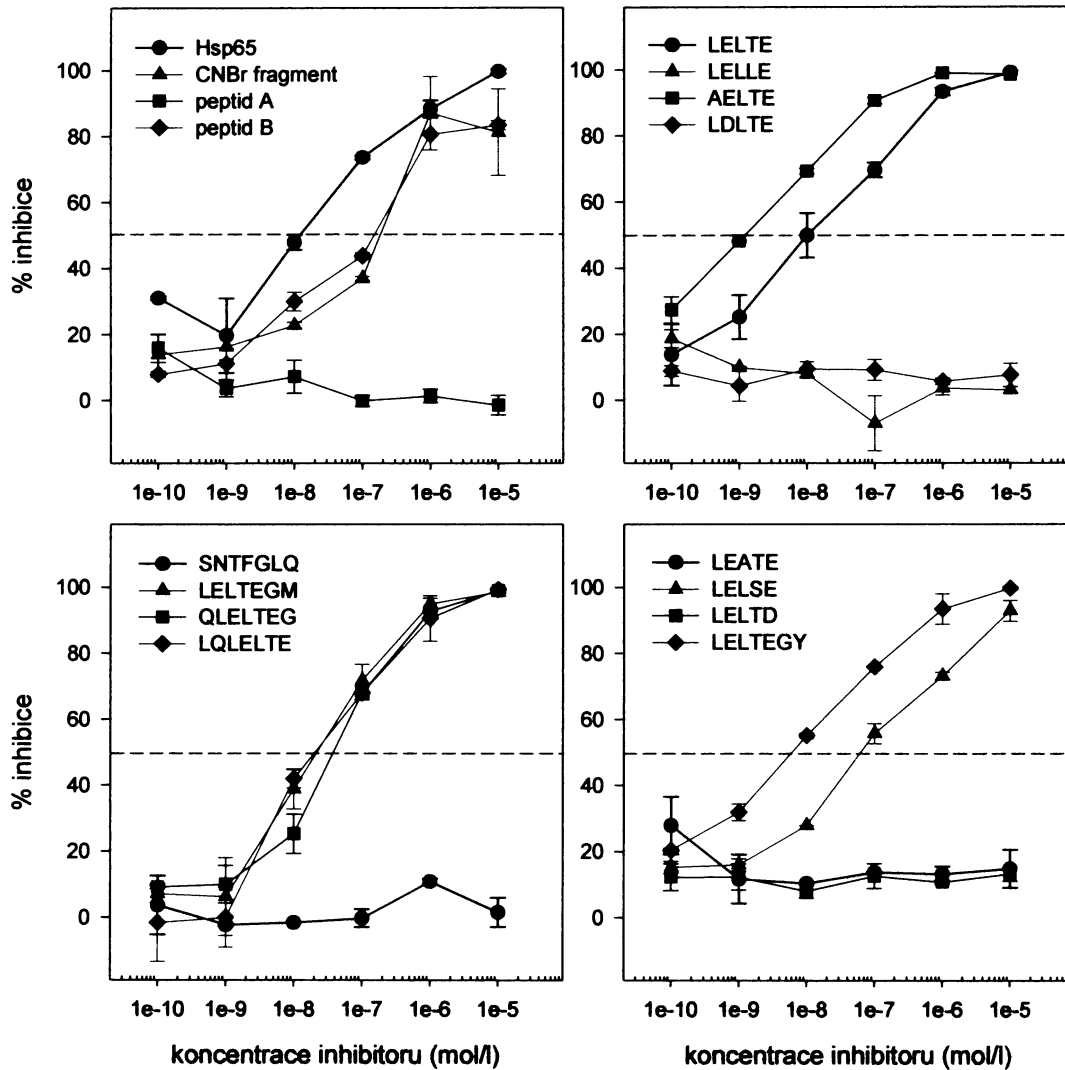 Hsp65
CNBr fragment
peptid A
peptid B
100
80
60
40
20
0
% inhibice
1e-10 1e-9 1e-8 1e-7 1e-6 1e-5
LELTE
LELLE
AELTE
LDLTE
100
80
60
40
20
0
1e-10 1e-9 1e-8 1e-7 1e-6 1e-5
SNTFGLQ
LELTEGM
QLELTEG
LQLELTE
100
80
60
40
20
0
% inhibice
1e-10 1e-9 1e-8 1e-7 1e-6 1e-5
koncentrace inhibitoru (mol/l)
LEATE
LELSE
LELTD
LELTEGY
100
80
60
40
20
0
1e-10 1e-9 1e-8 1e-7 1e-6 1e-5
koncentrace inhibitoru (mol/l)